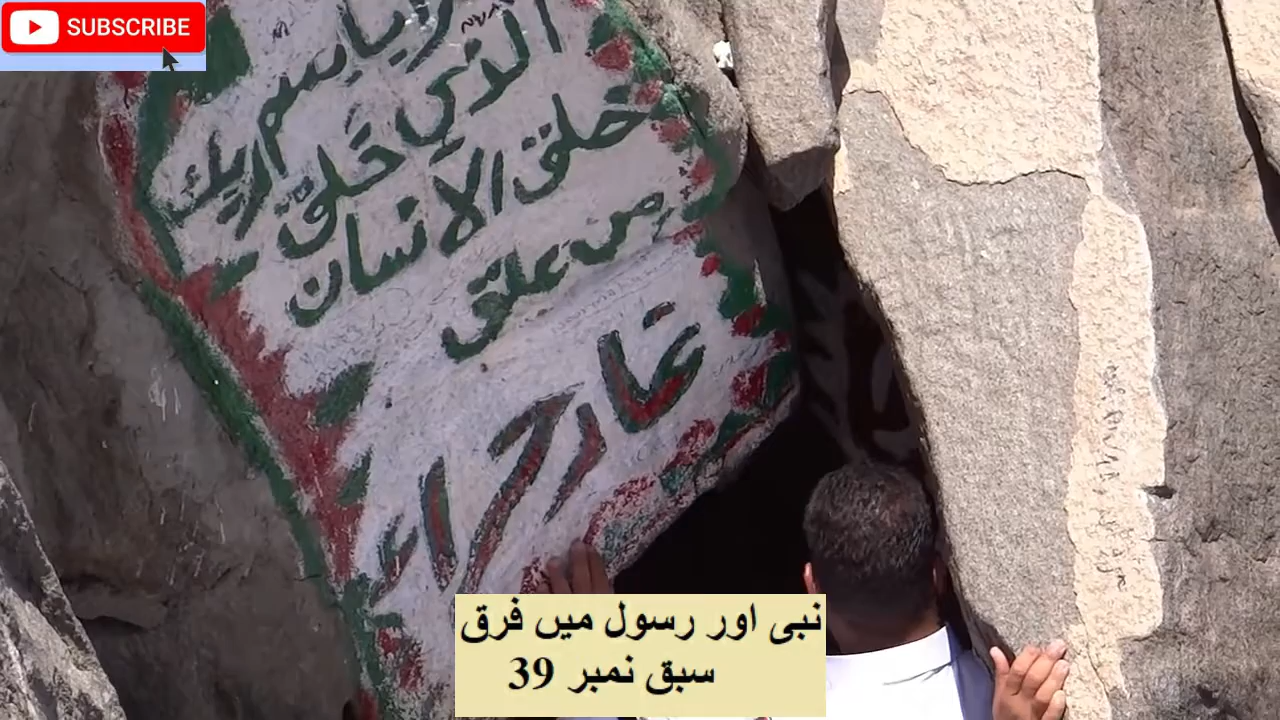 SUBSCRIBE
اقرأ باسم ربك
الذي خَلق
خلق الانسان
من علق
غار حراء
نبی اور رسول میں فرق
سبق نمبر 39